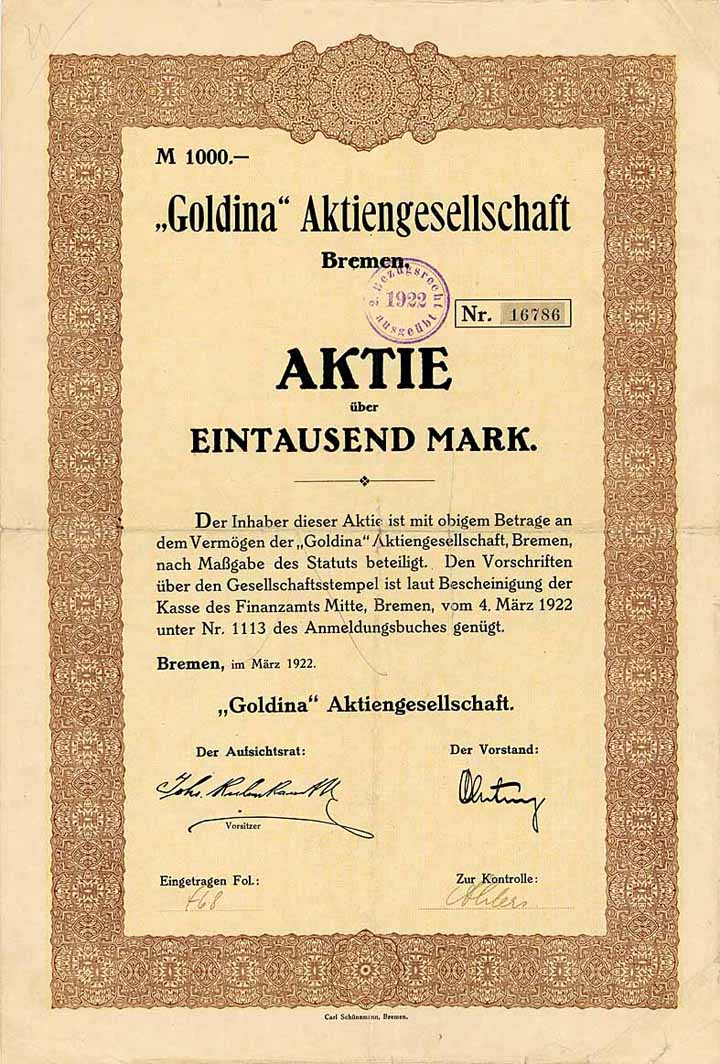 M 1000.—
„Goldina“ Aktiengesellschaft
Bremen.
Bezugsrecht
1922
ausgeübt
Nr. 16786
AKTIE
über
EINTAUSEND MARK.
Der Inhaber dieser Aktie ist mit obigem Betrage an
dem Vermögen der „Goldina“ Aktiengesellschaft, Bremen,
nach Maßgabe des Statuts beteiligt. Den Vorschriften
über den Gesellschaftsstempel ist laut Bescheinigung der
Kasse des Finanzamts Mitte, Bremen, vom 4. März 1922
unter Nr. 1113 des Anmeldungsbuches genügt.
Bremen, im März 1922.
„Goldina“ Aktiengesellschaft.
Der Aufsichtsrat: Der Vorstand:
Vorsitzer
Eingetragen Fol.: Zur Kontrolle:
468 Ahlers
Carl Schünemann, Bremen.